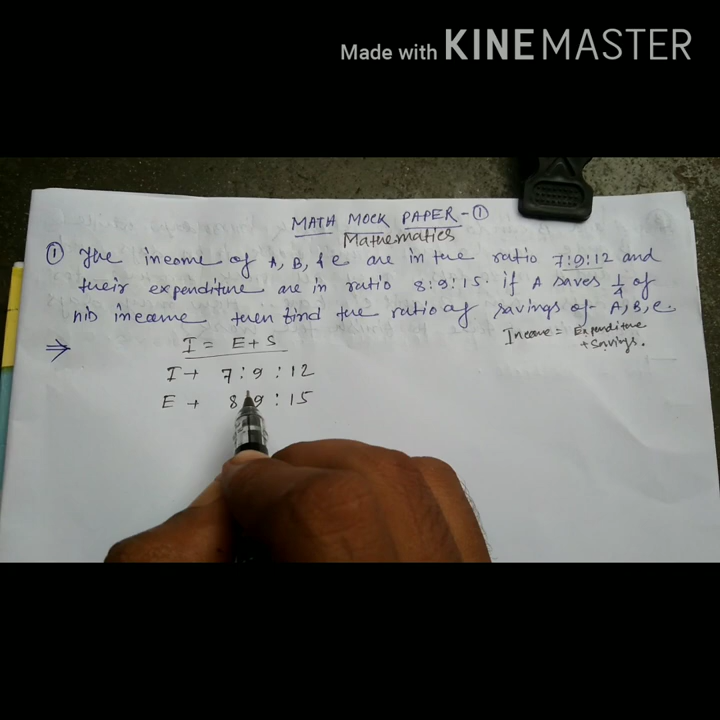 Made with KINEMASTER
MATH MOCK PAPER-①
Mathematics
① The income of A, B, & C are in the ratio 7:9:12 and
their expenditure are in ratio 8:9:15. if A saves 1/4 of
his income then find the ratio of savings of A, B, C.
Income = Expenditure
+ Savings.
⇒ I = E+S
I → 7:9:12
E → 8:9:15